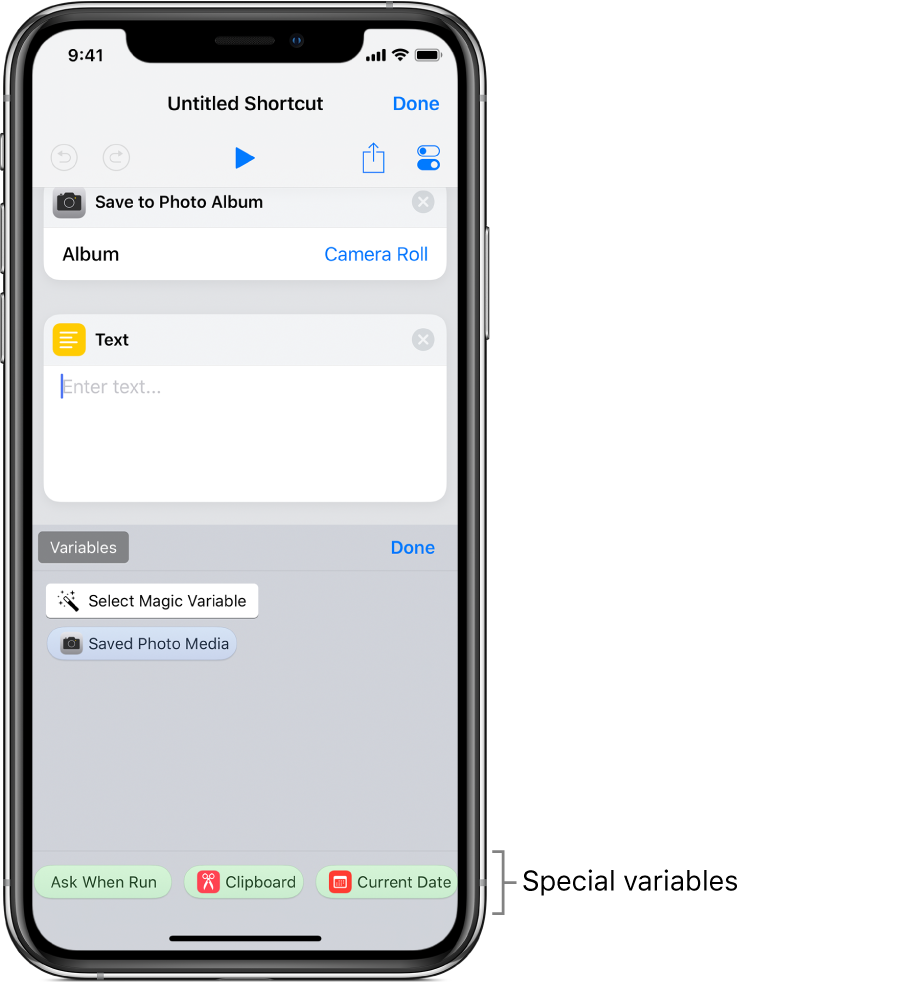 9:41
Untitled Shortcut Done
Save to Photo Album
Album Camera Roll
Text
Enter text...
Variables Done
Select Magic Variable
Saved Photo Media
Ask When Run Clipboard Current Date
Special variables